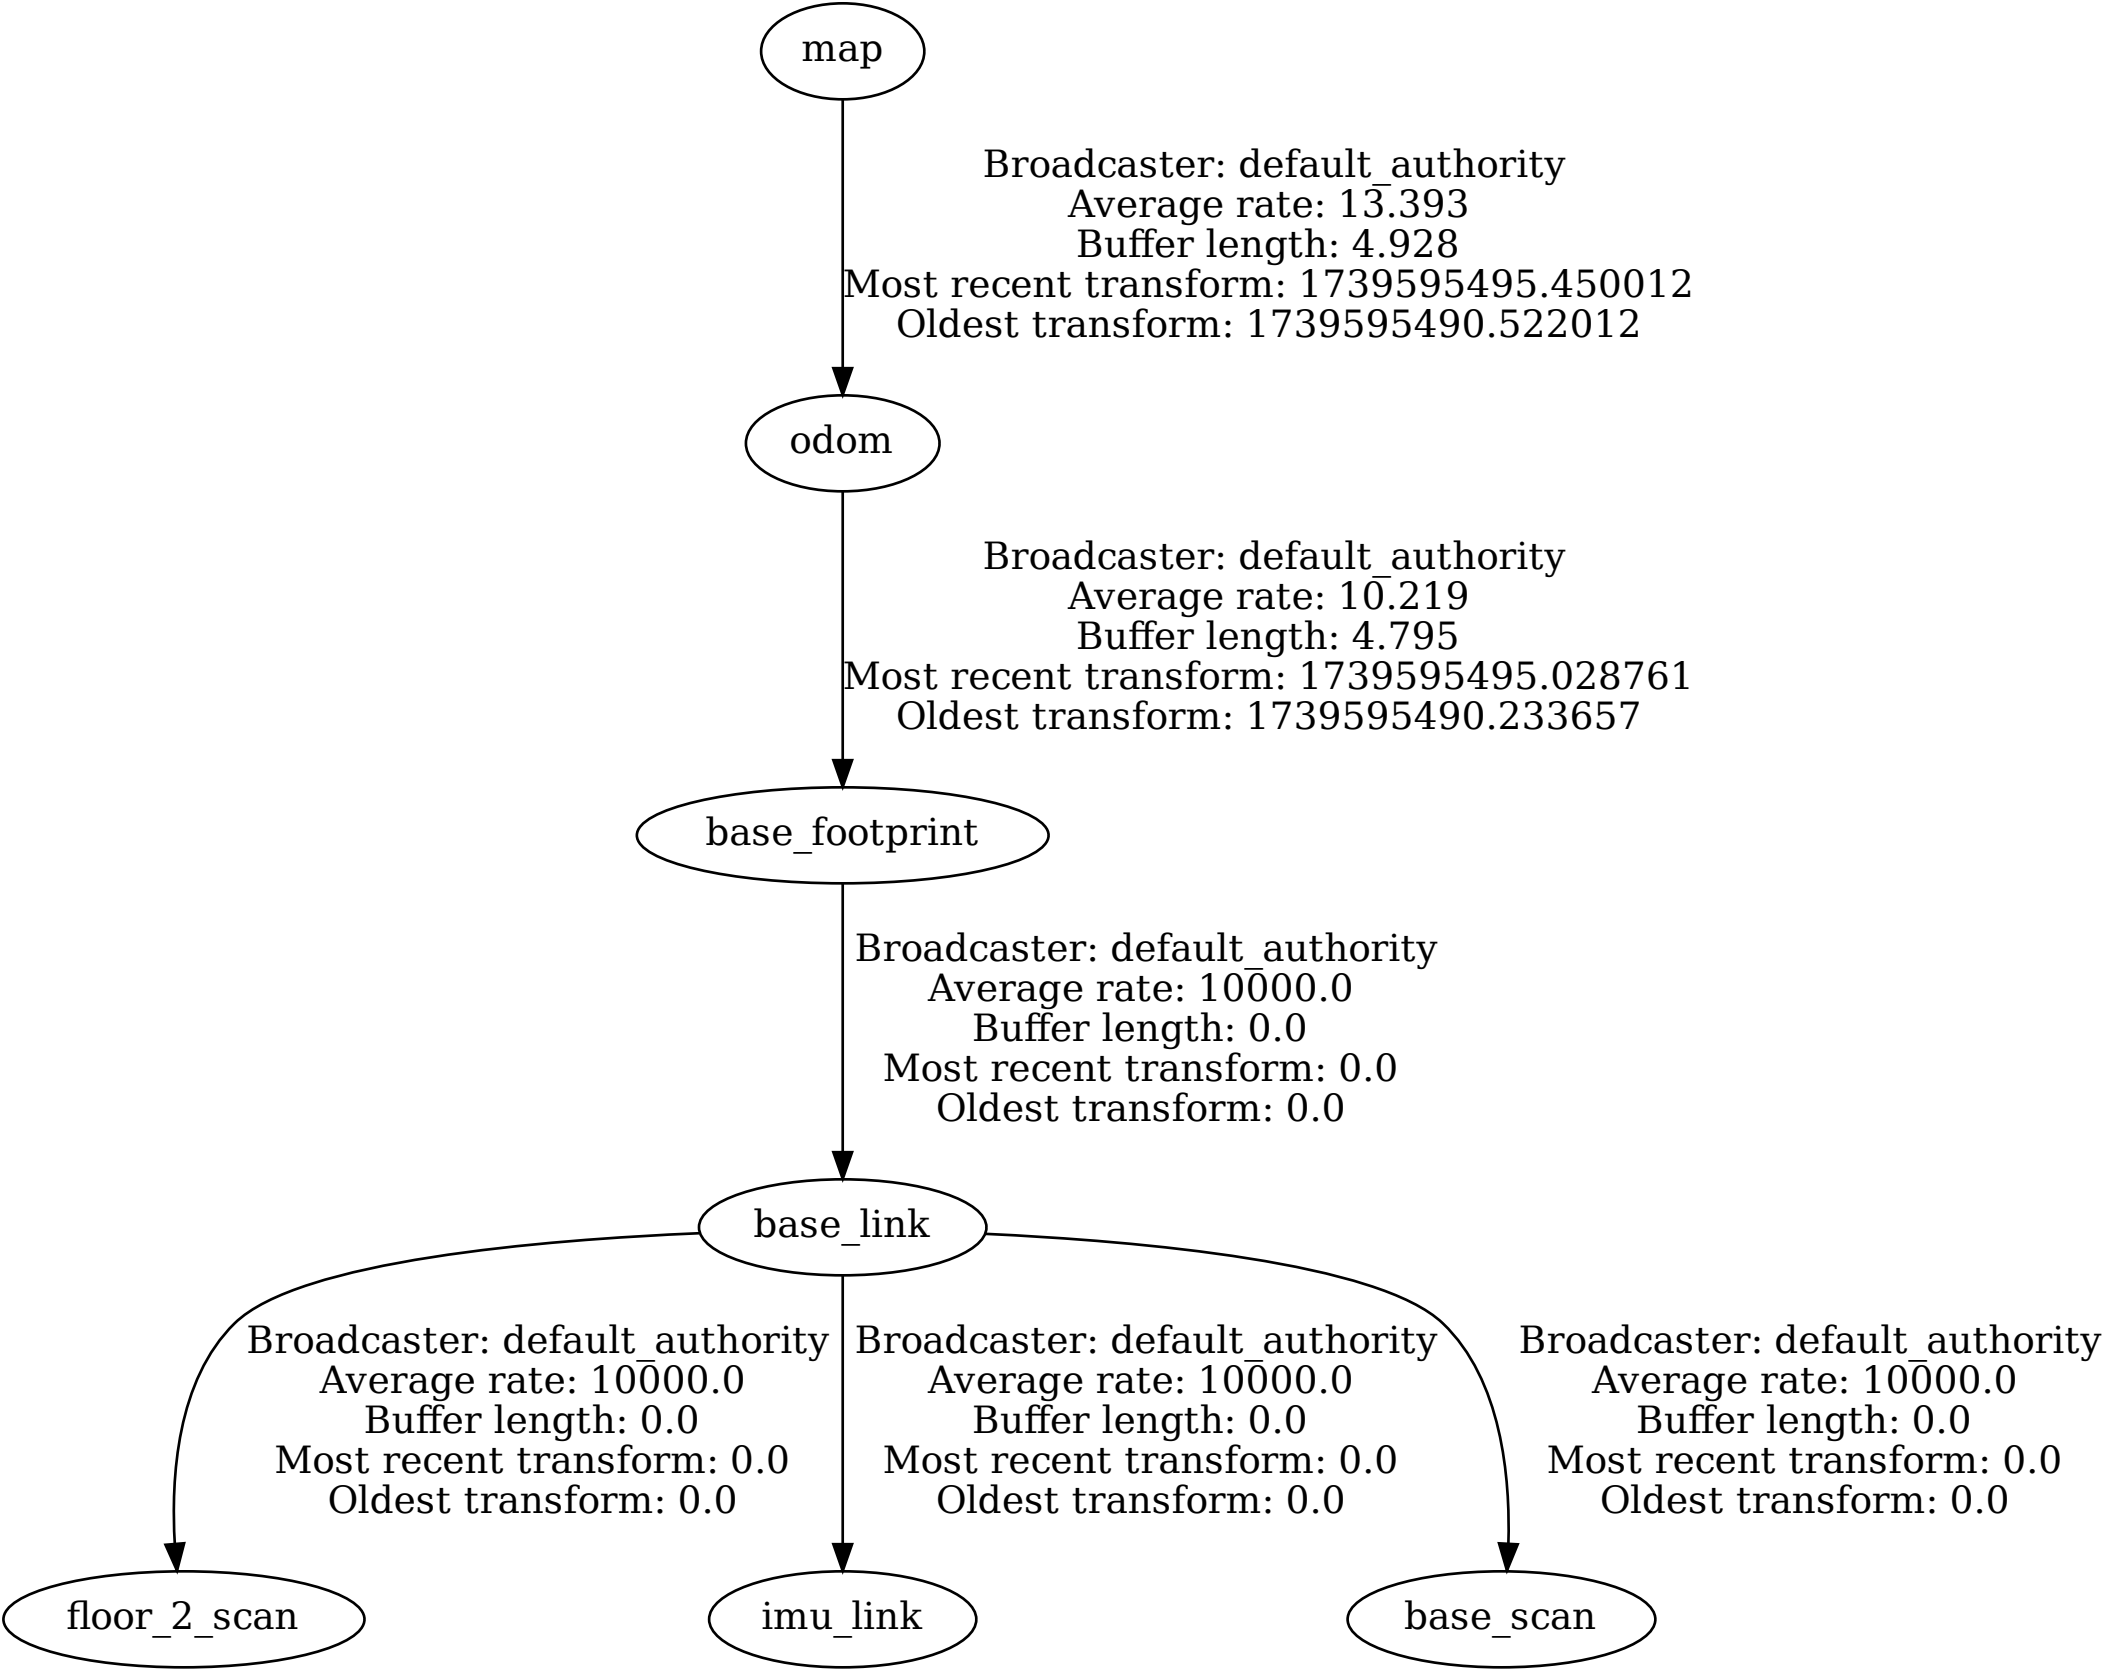 map
Broadcaster: default_authority
Average rate: 13.393
Buffer length: 4.928
Most recent transform: 1739595495.450012
Oldest transform: 1739595490.522012
odom
Broadcaster: default_authority
Average rate: 10.219
Buffer length: 4.795
Most recent transform: 1739595495.028761
Oldest transform: 1739595490.233657
base_footprint
Broadcaster: default_authority
Average rate: 10000.0
Buffer length: 0.0
Most recent transform: 0.0
Oldest transform: 0.0
base_link
Broadcaster: default_authority
Average rate: 10000.0
Buffer length: 0.0
Most recent transform: 0.0
Oldest transform: 0.0
Broadcaster: default_authority
Average rate: 10000.0
Buffer length: 0.0
Most recent transform: 0.0
Oldest transform: 0.0
Broadcaster: default_authority
Average rate: 10000.0
Buffer length: 0.0
Most recent transform: 0.0
Oldest transform: 0.0
floor_2_scan
imu_link
base_scan